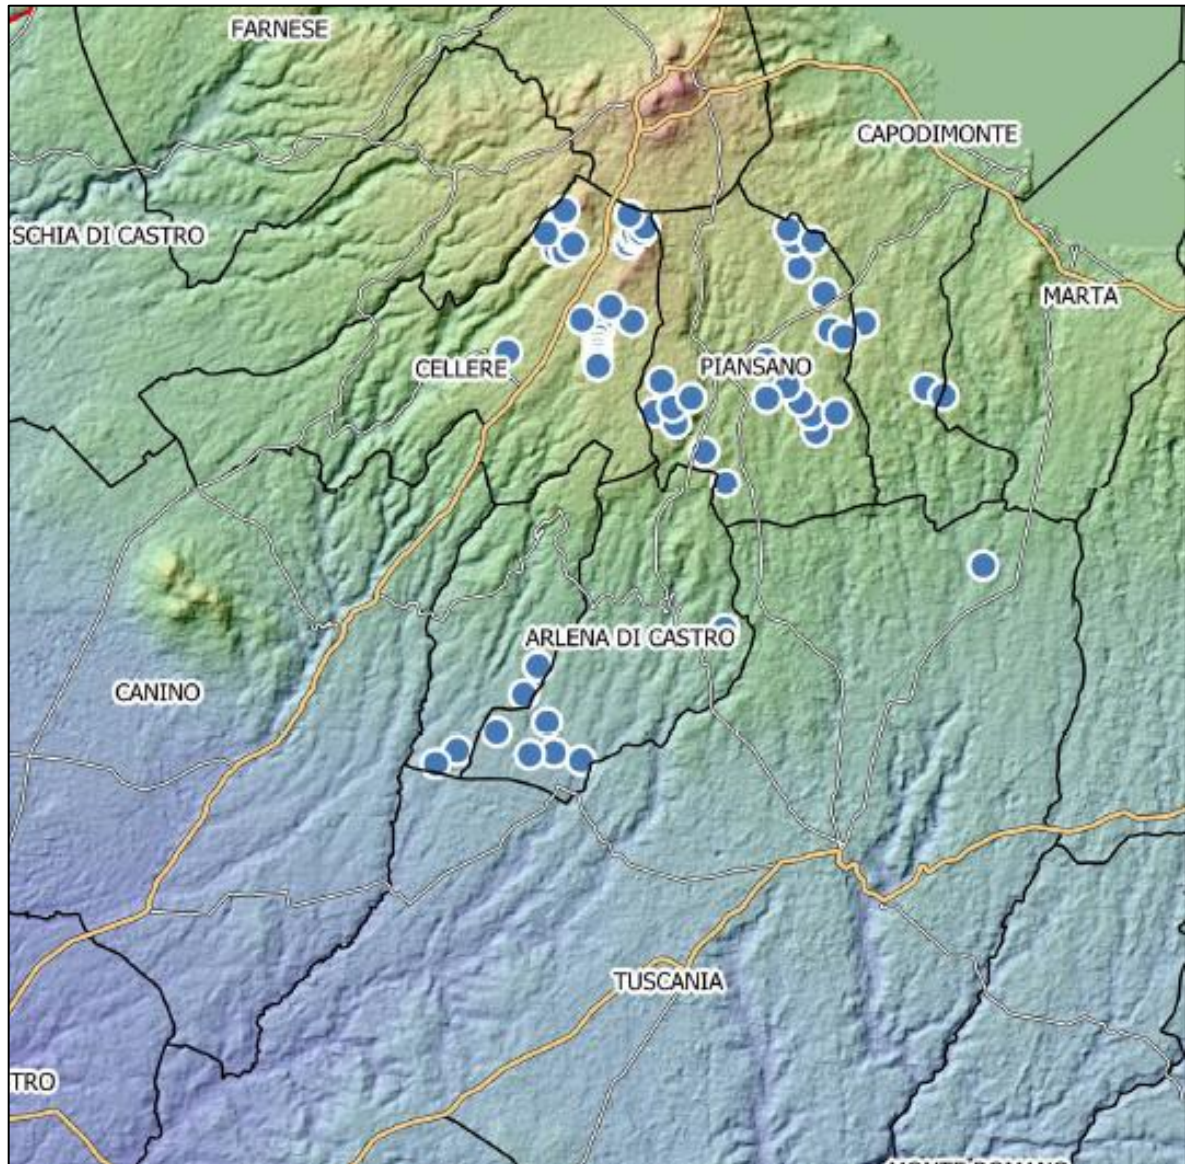 FARNESE
CAPODIMONTE
SCHIA DI CASTRO
MARTA
CELLERE
PIANSANO
ARLENA DI CASTRO
CANINO
TUSCANIA
TRO